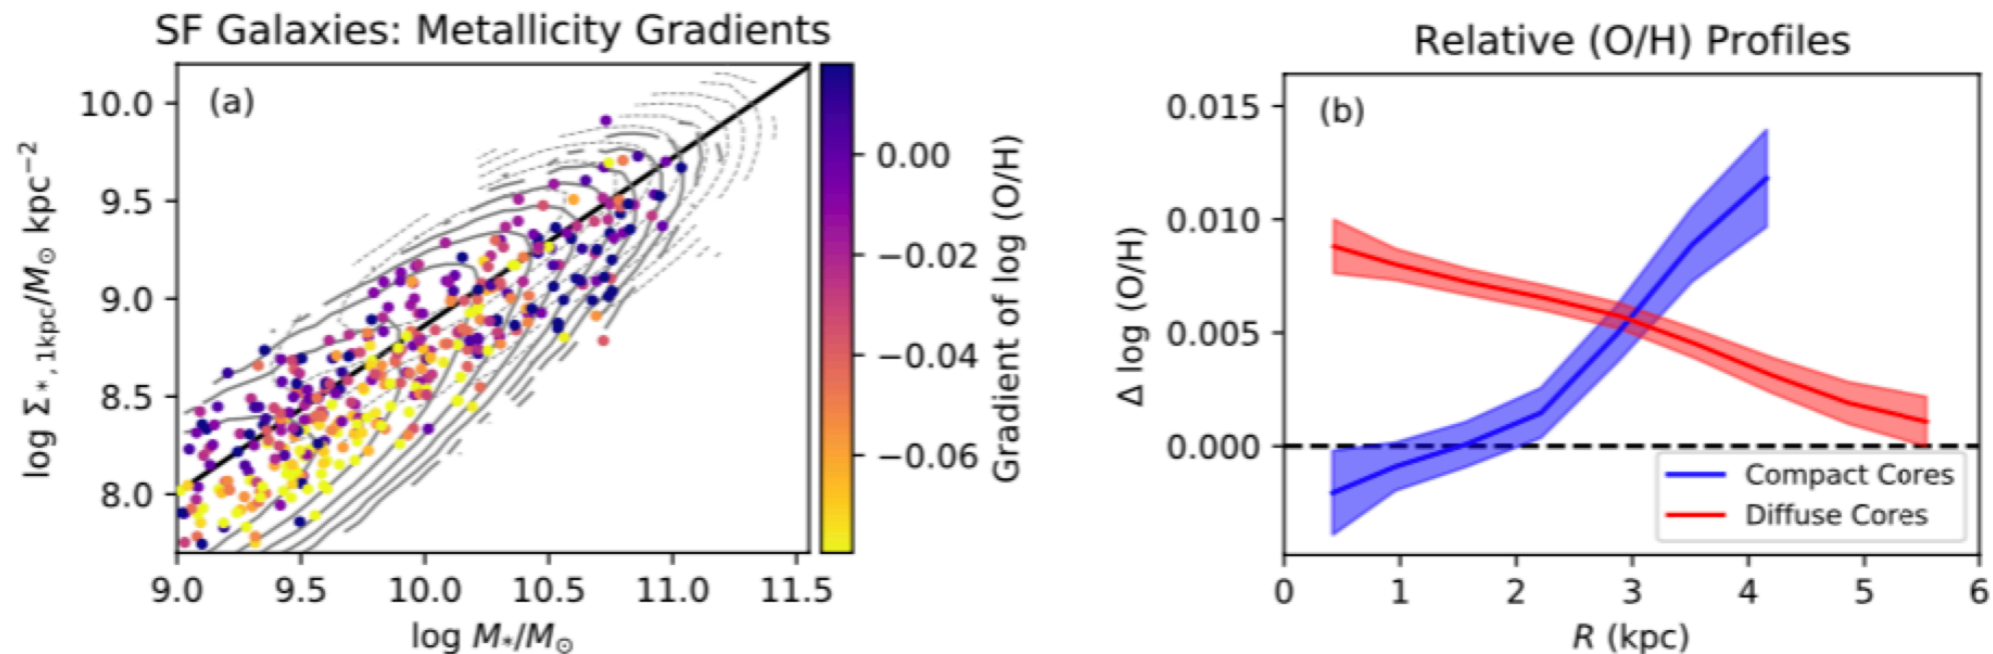 SF Galaxies: Metallicity Gradients
(a)
log Σ*, 1kpc/M⊙ kpc−2
10.0
9.5
9.0
8.5
8.0
9.0 9.5 10.0 10.5 11.0 11.5
log M*/M⊙
0.00
−0.02
−0.04
−0.06
Gradient of log (O/H)
Relative (O/H) Profiles
(b)
Δ log (O/H)
0.015
0.010
0.005
0.000
Compact Cores
Diffuse Cores
0 1 2 3 4 5 6
R (kpc)